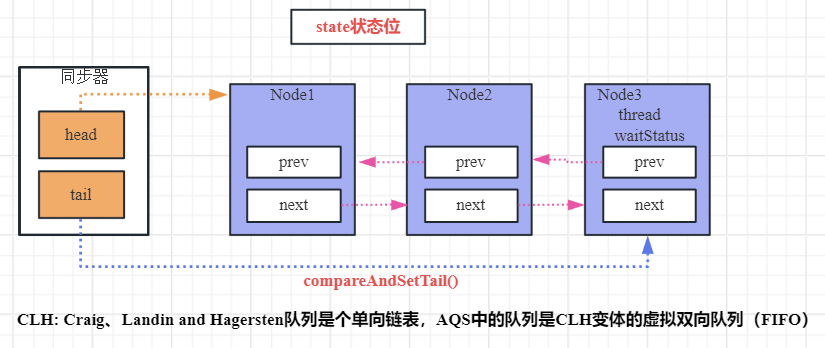 state状态位
同步器
head
tail
Node1
prev
next
Node2
prev
next
Node3
thread
waitStatus
prev
next
compareAndSetTail()
CLH: Craig、Landin and Hagersten队列是个单向链表，AQS中的队列是CLH变体的虚拟双向队列（FIFO）